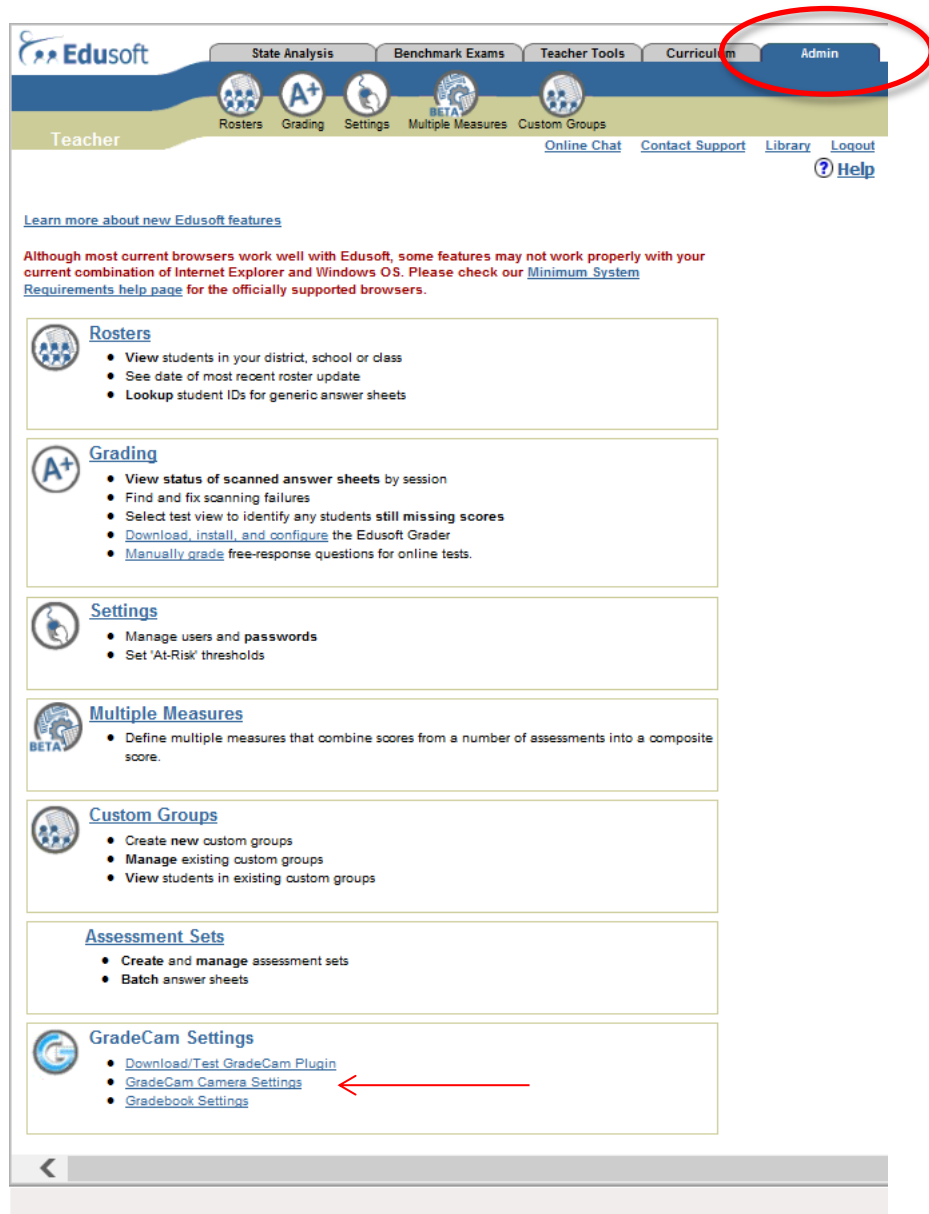 Edusoft
State Analysis Benchmark Exams Teacher Tools Curriculum Admin
A+
BETA
Rosters Grading Settings Multiple Measures Custom Groups
Teacher
Online Chat Contact Support Library Logout
? Help
Learn more about new Edusoft features
Although most current browsers work well with Edusoft, some features may not work properly with your
current combination of Internet Explorer and Windows OS. Please check our Minimum System
Requirements help page for the officially supported browsers.
Rosters
• View students in your district, school or class
• See date of most recent roster update
• Lookup student IDs for generic answer sheets
A+
Grading
• View status of scanned answer sheets by session
• Find and fix scanning failures
• Select test view to identify any students still missing scores
• Download, install, and configure the Edusoft Grader
• Manually grade free-response questions for online tests.
Settings
• Manage users and passwords
• Set 'At-Risk' thresholds
BETA
Multiple Measures
• Define multiple measures that combine scores from a number of assessments into a composite
score.
Custom Groups
• Create new custom groups
• Manage existing custom groups
• View students in existing custom groups
Assessment Sets
• Create and manage assessment sets
• Batch answer sheets
G
GradeCam Settings
• Download/Test GradeCam Plugin
• GradeCam Camera Settings
• Gradebook Settings